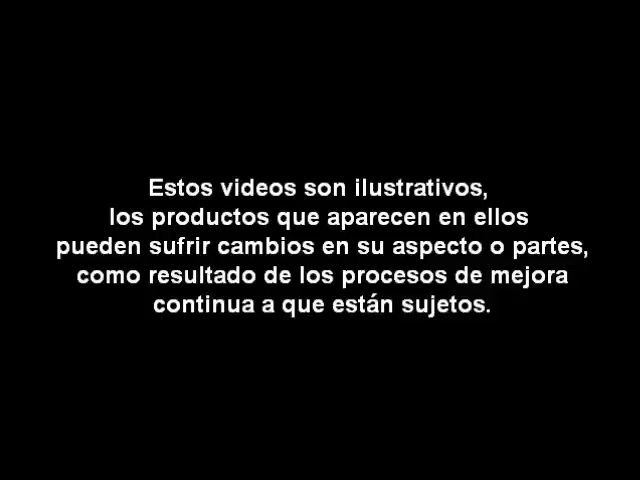 Estos videos son ilustrativos,
los productos que aparecen en ellos
pueden sufrir cambios en su aspecto o partes,
como resultado de los procesos de mejora
continua a que están sujetos.